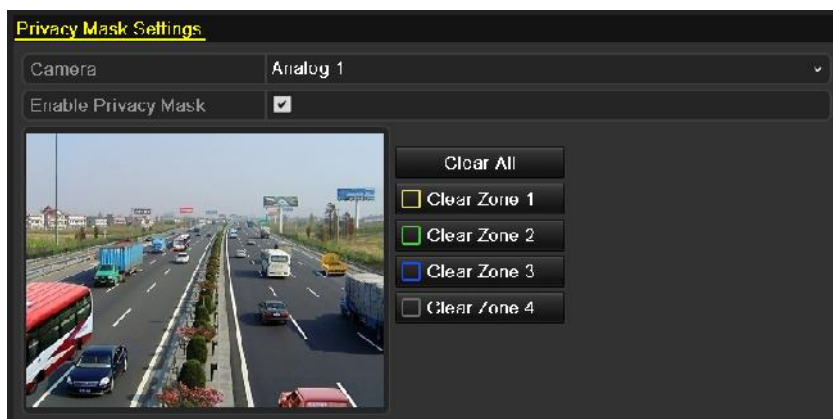 Privacy Mask Settings
Camera Analog 1
Enable Privacy Mask
Clear All
Clear Zone 1
Clear Zone 2
Clear Zone 3
Clear Zone 4